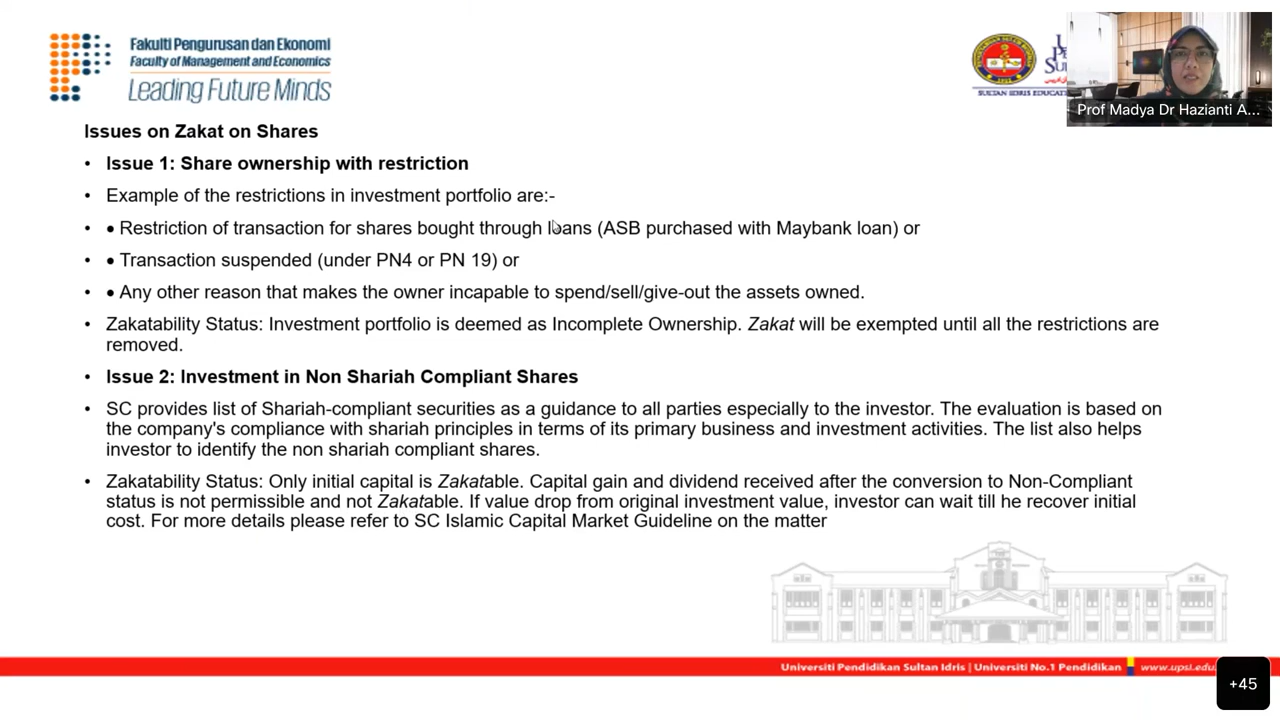 Fakulti Pengurusan dan Ekonomi
Faculty of Management and Economics
Leading Future Minds
SULTAN IDRIS EDUCAT
Prof Madya Dr Hazianti A...
Issues on Zakat on Shares
• Issue 1: Share ownership with restriction
• Example of the restrictions in investment portfolio are:-
• ● Restriction of transaction for shares bought through loans (ASB purchased with Maybank loan) or
• ● Transaction suspended (under PN4 or PN 19) or
• ● Any other reason that makes the owner incapable to spend/sell/give-out the assets owned.
• Zakatability Status: Investment portfolio is deemed as Incomplete Ownership. Zakat will be exempted until all the restrictions are
removed.
• Issue 2: Investment in Non Shariah Compliant Shares
• SC provides list of Shariah-compliant securities as a guidance to all parties especially to the investor. The evaluation is based on
the company's compliance with shariah principles in terms of its primary business and investment activities. The list also helps
investor to identify the non shariah compliant shares.
• Zakatability Status: Only initial capital is Zakatable. Capital gain and dividend received after the conversion to Non-Compliant
status is not permissible and not Zakatable. If value drop from original investment value, investor can wait till he recover initial
cost. For more details please refer to SC Islamic Capital Market Guideline on the matter
Universiti Pendidikan Sultan Idris | Universiti No.1 Pendidikan www.upsi.edu.
+45